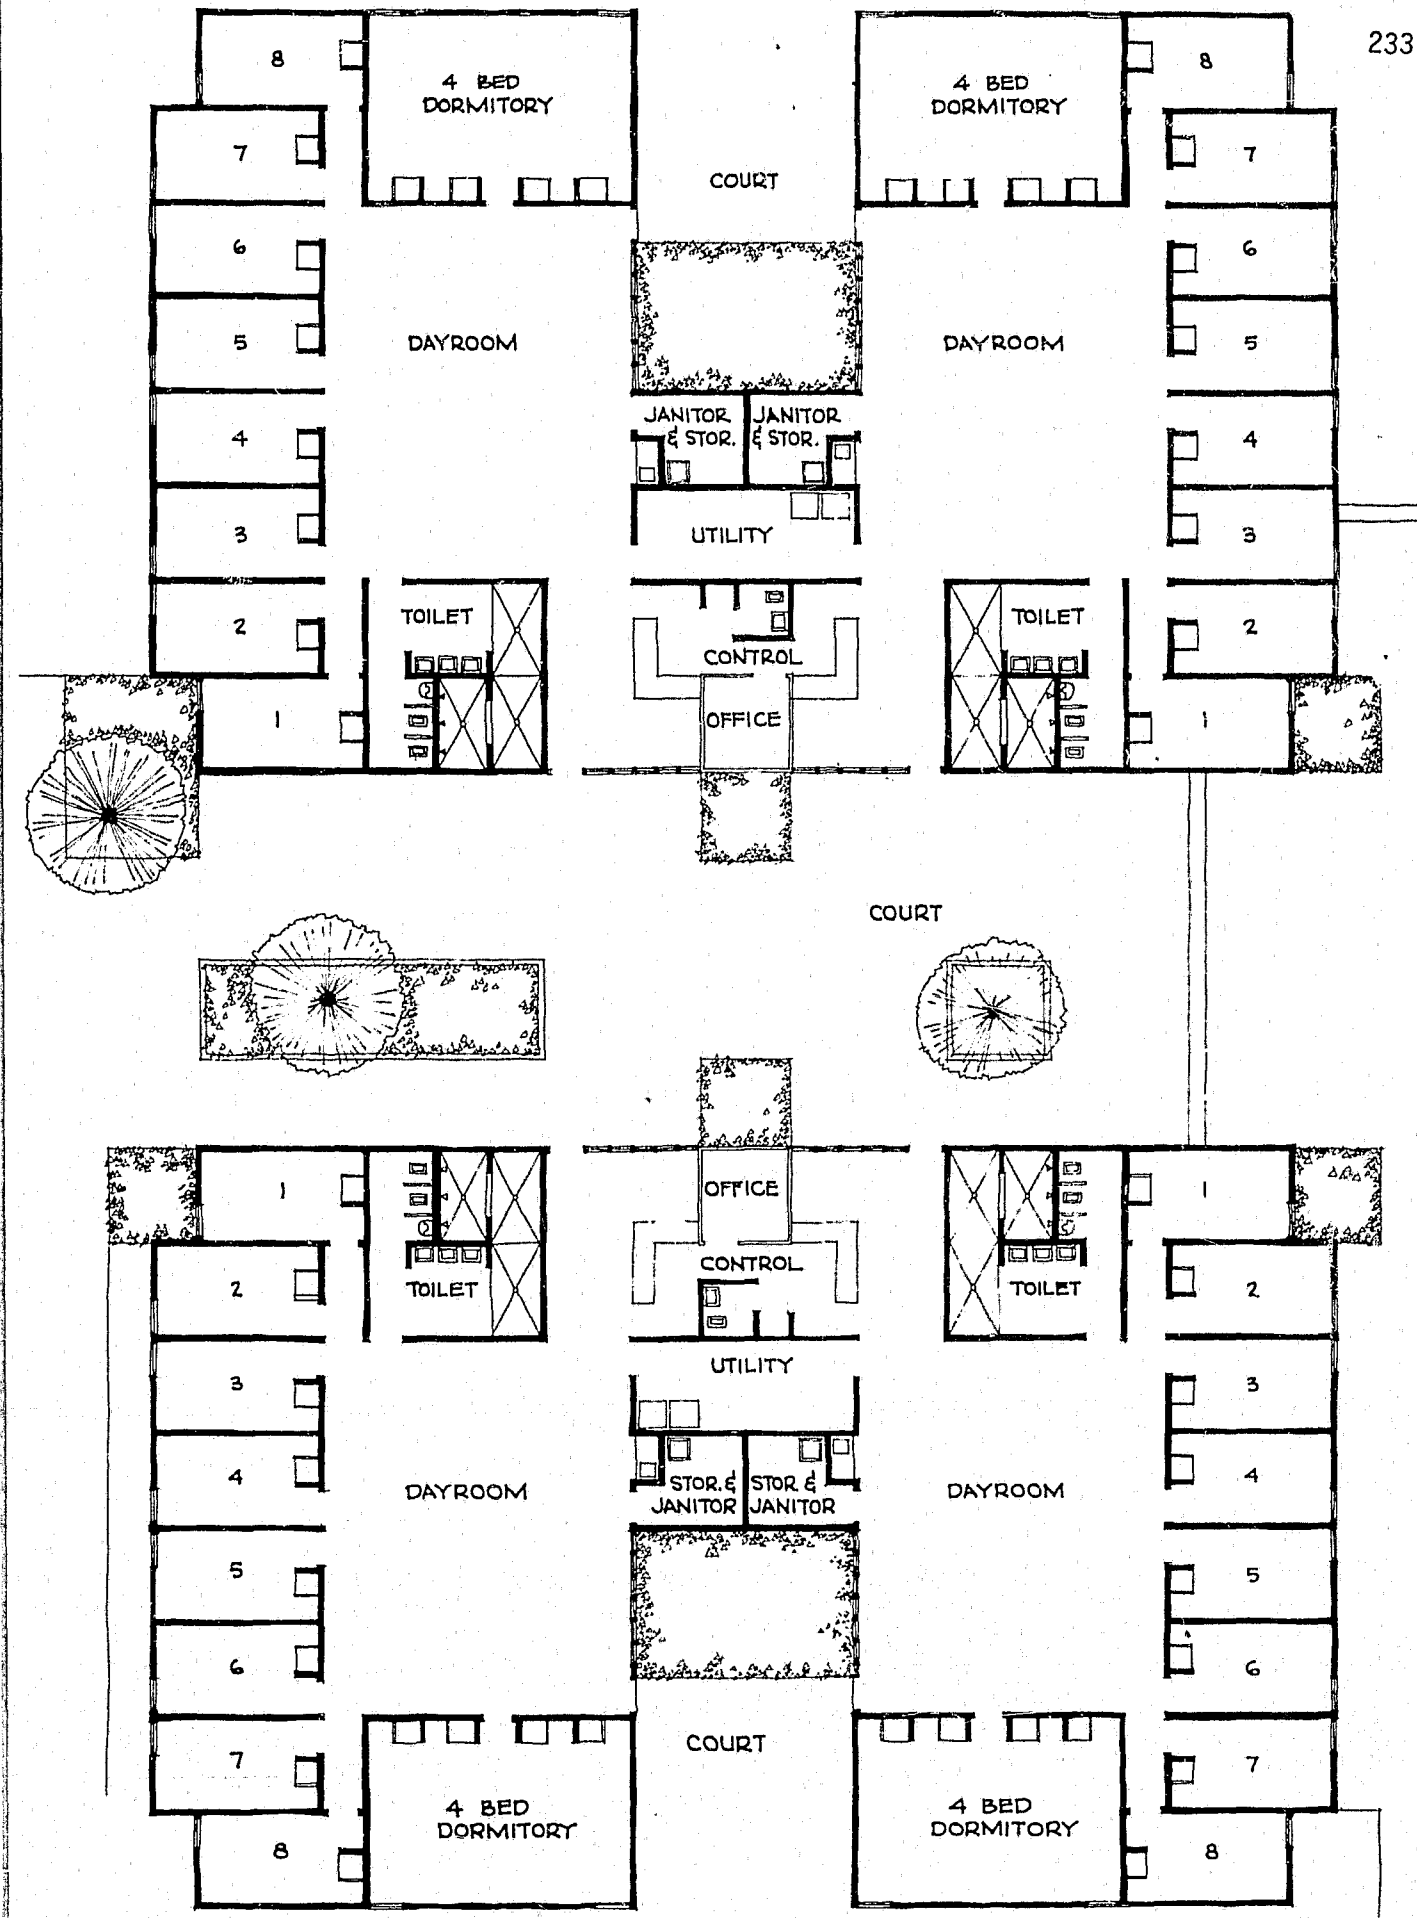 233
8
4 BED
DORMITORY
4 BED
DORMITORY
8
7
COURT
7
6
6
5
DAYROOM
DAYROOM
5
4
JANITOR
& STOR.
JANITOR
& STOR.
4
3
UTILITY
3
2
TOILET
TOILET
2
CONTROL
1
OFFICE
1
COURT
1
OFFICE
1
CONTROL
2
TOILET
TOILET
2
3
UTILITY
3
4
DAYROOM
STOR. &
JANITOR
STOR &
JANITOR
DAYROOM
4
5
5
6
6
7
COURT
7
4 BED
DORMITORY
4 BED
DORMITORY
8
8